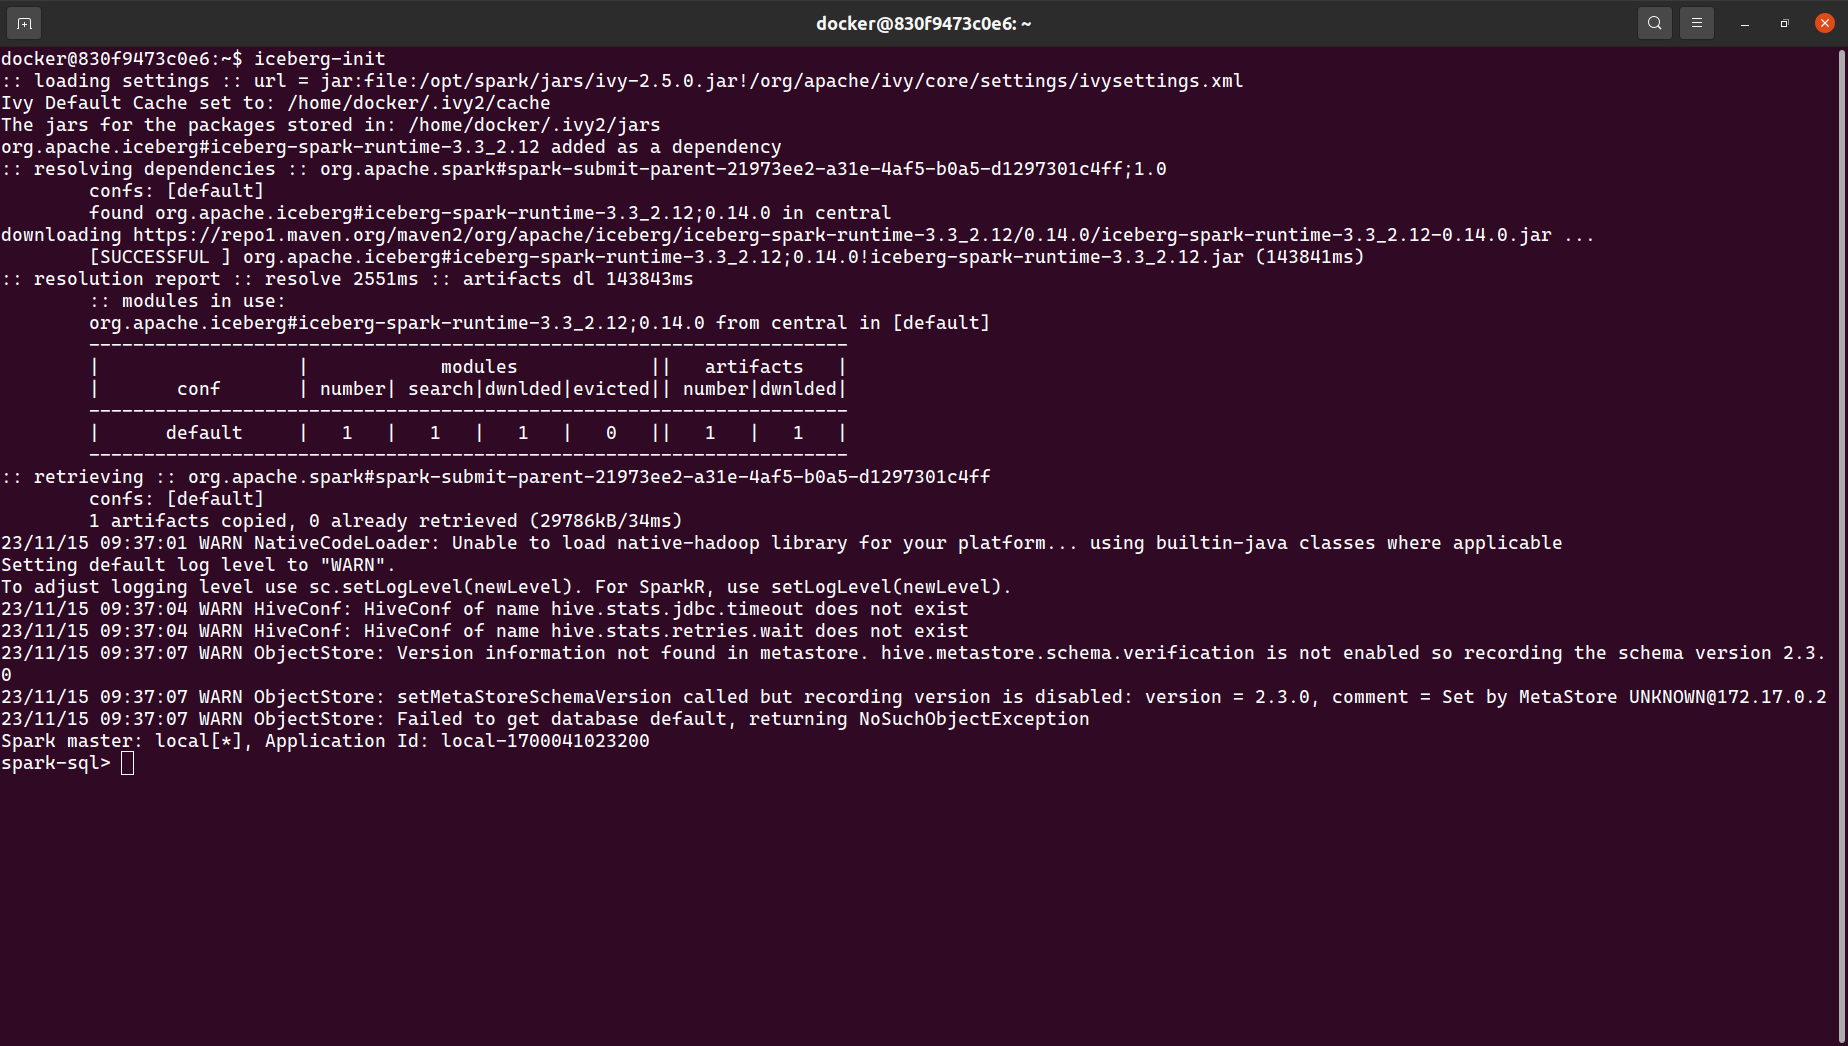 docker@830f9473c0e6: ~
docker@830f9473c0e6:~$ iceberg-init
:: loading settings :: url = jar:file:/opt/spark/jars/ivy-2.5.0.jar!/org/apache/ivy/core/settings/ivysettings.xml
Ivy Default Cache set to: /home/docker/.ivy2/cache
The jars for the packages stored in: /home/docker/.ivy2/jars
org.apache.iceberg#iceberg-spark-runtime-3.3_2.12 added as a dependency
:: resolving dependencies :: org.apache.spark#spark-submit-parent-21973ee2-a31e-4af5-b0a5-d1297301c4ff;1.0
        confs: [default]
        found org.apache.iceberg#iceberg-spark-runtime-3.3_2.12;0.14.0 in central
downloading https://repo1.maven.org/maven2/org/apache/iceberg/iceberg-spark-runtime-3.3_2.12/0.14.0/iceberg-spark-runtime-3.3_2.12-0.14.0.jar ...
        [SUCCESSFUL ] org.apache.iceberg#iceberg-spark-runtime-3.3_2.12;0.14.0!iceberg-spark-runtime-3.3_2.12.jar (143841ms)
:: resolution report :: resolve 2551ms :: artifacts dl 143843ms
        :: modules in use:
        org.apache.iceberg#iceberg-spark-runtime-3.3_2.12;0.14.0 from central in [default]
        ---------------------------------------------------------------------
        |                  |            modules            ||   artifacts   |
        |       conf       | number| search|dwnlded|evicted|| number|dwnlded|
        ---------------------------------------------------------------------
        |      default     |   1   |   1   |   1   |   0   ||   1   |   1   |
        ---------------------------------------------------------------------
:: retrieving :: org.apache.spark#spark-submit-parent-21973ee2-a31e-4af5-b0a5-d1297301c4ff
        confs: [default]
        1 artifacts copied, 0 already retrieved (29786kB/34ms)
23/11/15 09:37:01 WARN NativeCodeLoader: Unable to load native-hadoop library for your platform... using builtin-java classes where applicable
Setting default log level to "WARN".
To adjust logging level use sc.setLogLevel(newLevel). For SparkR, use setLogLevel(newLevel).
23/11/15 09:37:04 WARN HiveConf: HiveConf of name hive.stats.jdbc.timeout does not exist
23/11/15 09:37:04 WARN HiveConf: HiveConf of name hive.stats.retries.wait does not exist
23/11/15 09:37:07 WARN ObjectStore: Version information not found in metastore. hive.metastore.schema.verification is not enabled so recording the schema version 2.3.
0
23/11/15 09:37:07 WARN ObjectStore: setMetaStoreSchemaVersion called but recording version is disabled: version = 2.3.0, comment = Set by MetaStore UNKNOWN@172.17.0.2
23/11/15 09:37:07 WARN ObjectStore: Failed to get database default, returning NoSuchObjectException
Spark master: local[*], Application Id: local-1700041023200
spark-sql>